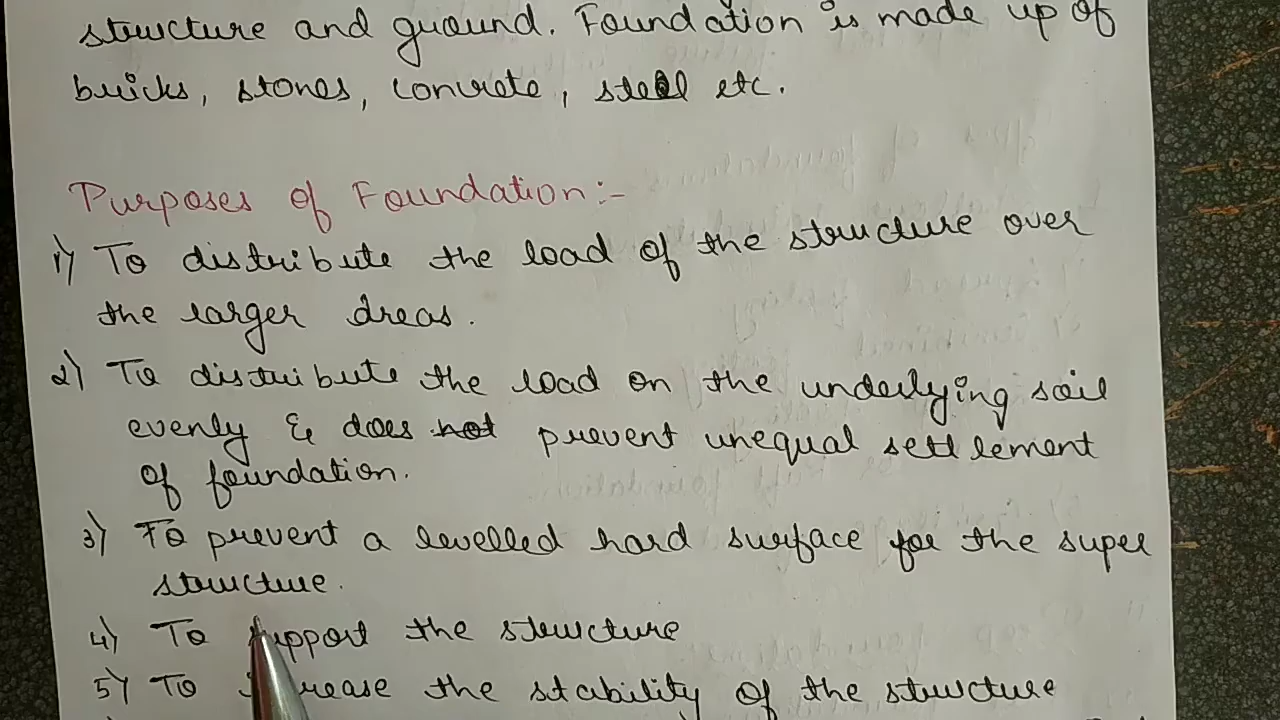 structure and ground. Foundation is made up of
bricks, stones, concrete, steel etc.
Purposes of Foundation:-
1) To distribute the load of the structure over
the larger areas.
2) To distribute the load on the underlying soil
evenly & does not prevent unequal settlement
of foundation.
3) To prevent a levelled hard surface for the super
structure.
4) To support the structure
5) To the stability of the structure